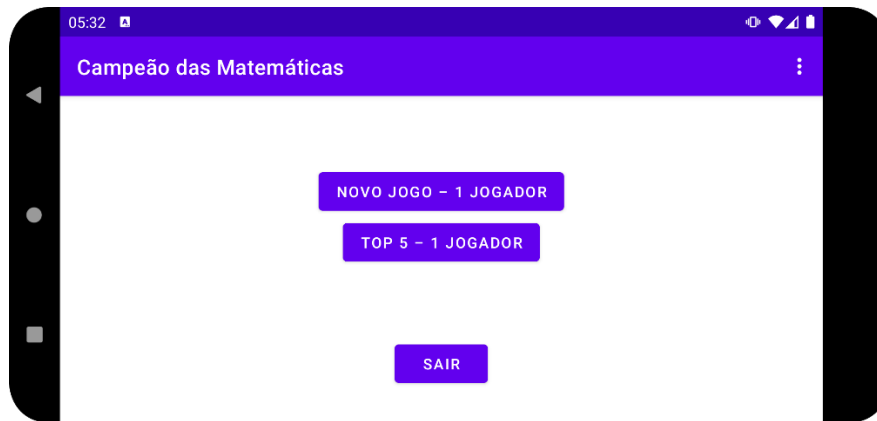 05:32
Campeão das Matemáticas
NOVO JOGO – 1 JOGADOR
TOP 5 – 1 JOGADOR
SAIR